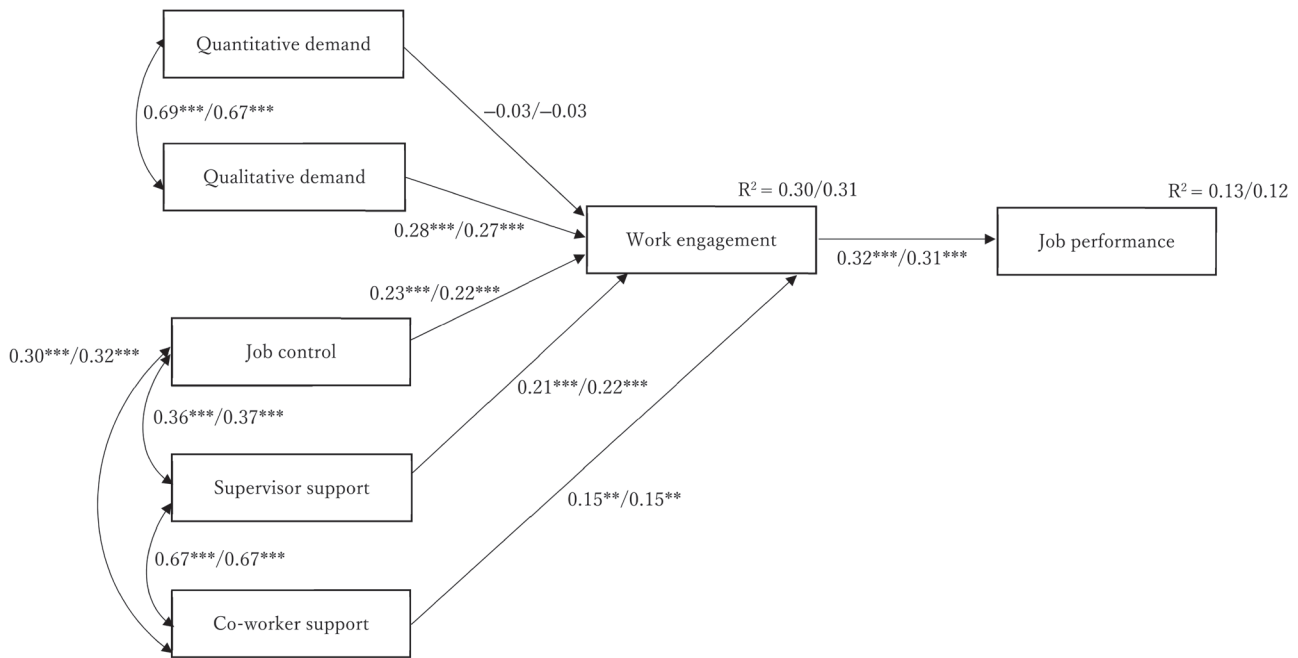 Quantitative demand
0.69***/0.67***
−0.03/−0.03
Qualitative demand
R² = 0.30/0.31
R² = 0.13/0.12
0.28***/0.27***
Work engagement
Job performance
0.32***/0.31***
0.23***/0.22***
Job control
0.30***/0.32***
0.36***/0.37***
0.21***/0.22***
Supervisor support
0.15**/0.15**
0.67***/0.67***
Co-worker support